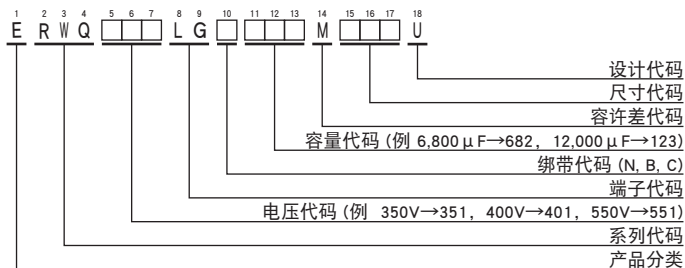 1 2 3 4 5 6 7 8 9 10 11 12 13 14 15 16 17 18
E R W Q □□□ L G □ □□□ M □□□ U
设计代码
尺寸代码
容许差代码
容量代码 (例 6,800μF→682，12,000μF→123)
绑带代码 (N, B, C)
端子代码
电压代码 (例 350V→351，400V→401，550V→551)
系列代码
产品分类